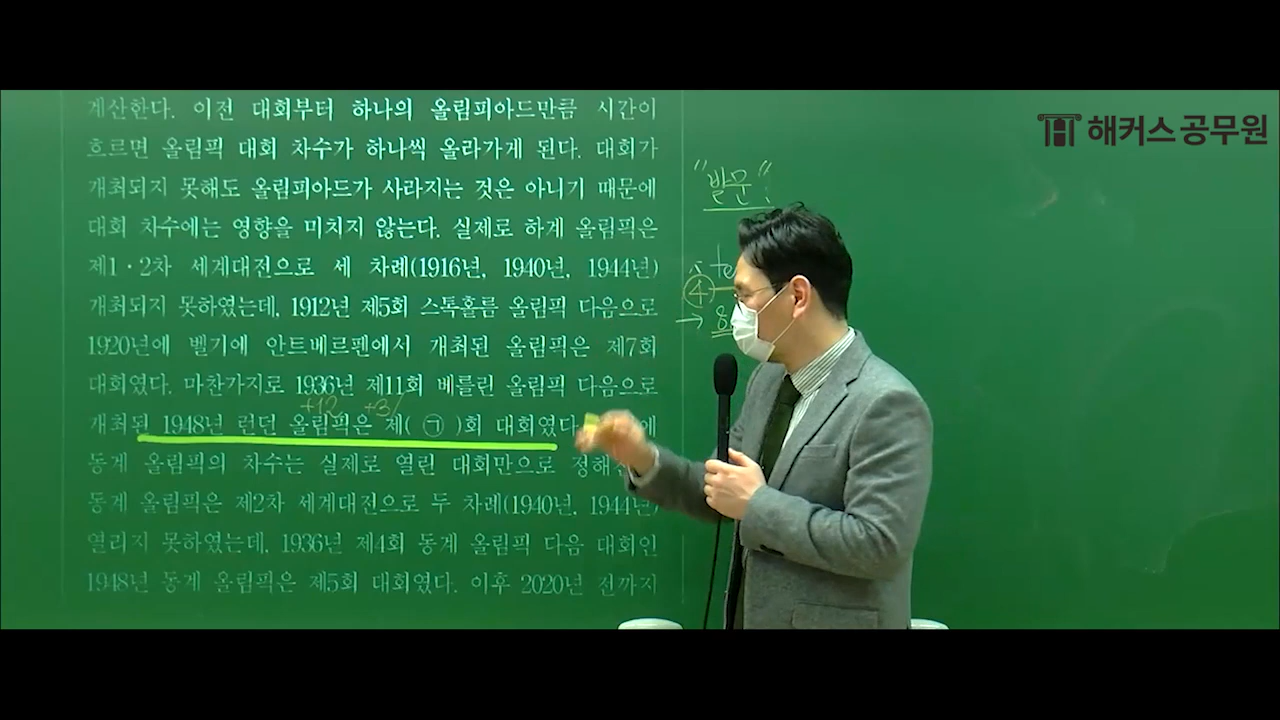 해커스공무원
계산한다. 이전 대회부터 하나의 올림피아드만큼 시간이
흐르면 올림픽 대회 차수가 하나씩 올라가게 된다. 대회가
개최되지 못해도 올림피아드가 사라지는 것은 아니기 때문에
대회 차수에는 영향을 미치지 않는다. 실제로 하계 올림픽은
제1·2차 세계대전으로 세 차례(1916년, 1940년, 1944년)
개최되지 못하였는데, 1912년 제5회 스톡홀름 올림픽 다음으로
1920년에 벨기에 안트베르펜에서 개최된 올림픽은 제7회
대회였다. 마찬가지로 1936년 제11회 베를린 올림픽 다음으로
+12 +3
개최된 1948년 런던 올림픽은 제( ㉠ )회 대회였다
동계 올림픽의 차수는 실제로 열린 대회만으로 정해
동계 올림픽은 제2차 세계대전으로 두 차례(1940년, 1944년)
열리지 못하였는데, 1936년 제4회 동계 올림픽 다음 대회인
1948년 동계 올림픽은 제5회 대회였다. 이후 2020년 전까지
"발문"!
④
→ 8